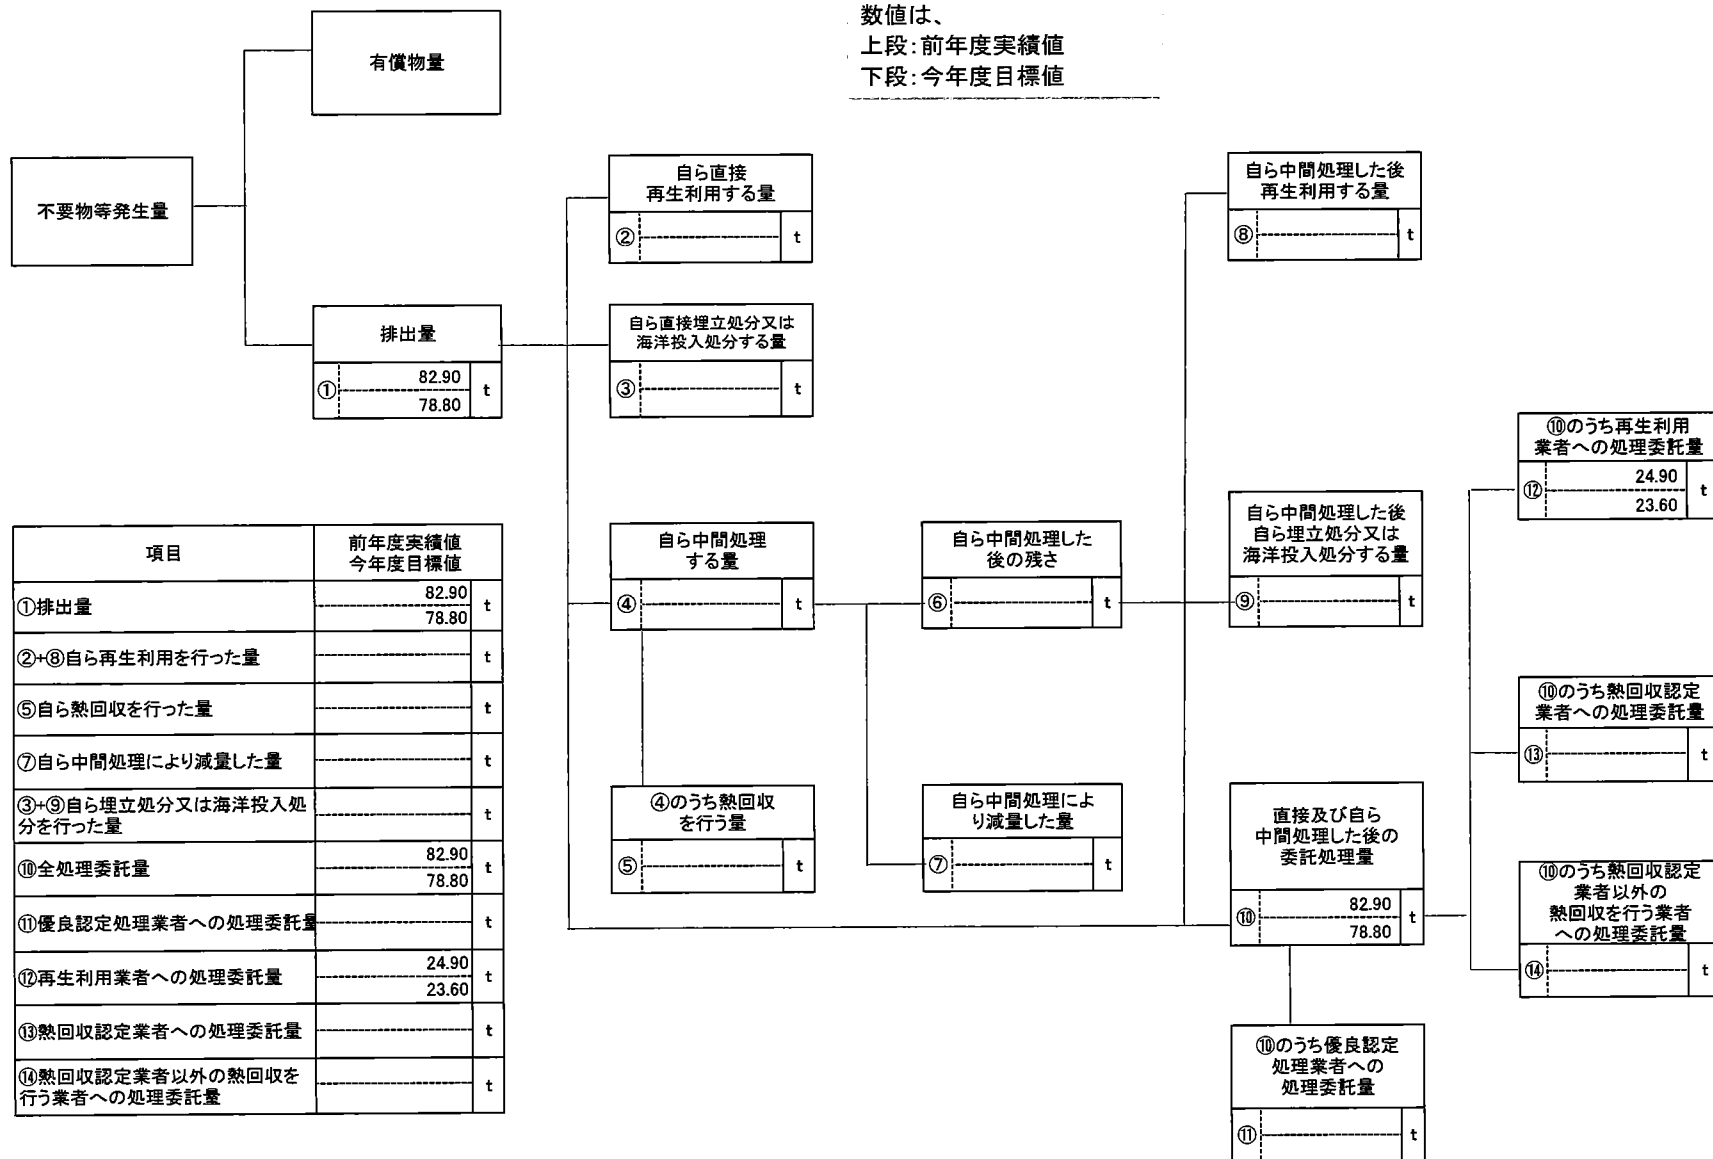 数値は、
上段:前年度実績値
下段:今年度目標値
有償物量
不要物等発生量
排出量
①
82.90
78.80
t
自ら直接
再生利用する量
②
t
自ら直接埋立処分又は
海洋投入処分する量
③
t
自ら中間処理
する量
④
t
④のうち熱回収
を行う量
⑤
t
自ら中間処理した
後の残さ
⑥
t
自ら中間処理によ
り減量した量
⑦
t
自ら中間処理した後
再生利用する量
⑧
t
自ら中間処理した後
自ら埋立処分又は
海洋投入処分する量
⑨
t
直接及び自ら
中間処理した後の
委託処理量
⑩
82.90
78.80
t
⑩のうち優良認定
処理業者への
処理委託量
⑪
t
⑩のうち再生利用
業者への処理委託量
⑫
24.90
23.60
t
⑩のうち熱回収認定
業者への処理委託量
⑬
t
⑩のうち熱回収認定
業者以外の
熱回収を行う業者
への処理委託量
⑭
t
項目
前年度実績値
今年度目標値
①排出量
82.90
78.80
t
②+⑧自ら再生利用を行った量
t
⑤自ら熱回収を行った量
t
⑦自ら中間処理により減量した量
t
③+⑨自ら埋立処分又は海洋投入処
分を行った量
t
⑩全処理委託量
82.90
78.80
t
⑪優良認定処理業者への処理委託量
t
⑫再生利用業者への処理委託量
24.90
23.60
t
⑬熱回収認定業者への処理委託量
t
⑭熱回収認定業者以外の熱回収を
行う業者への処理委託量
t